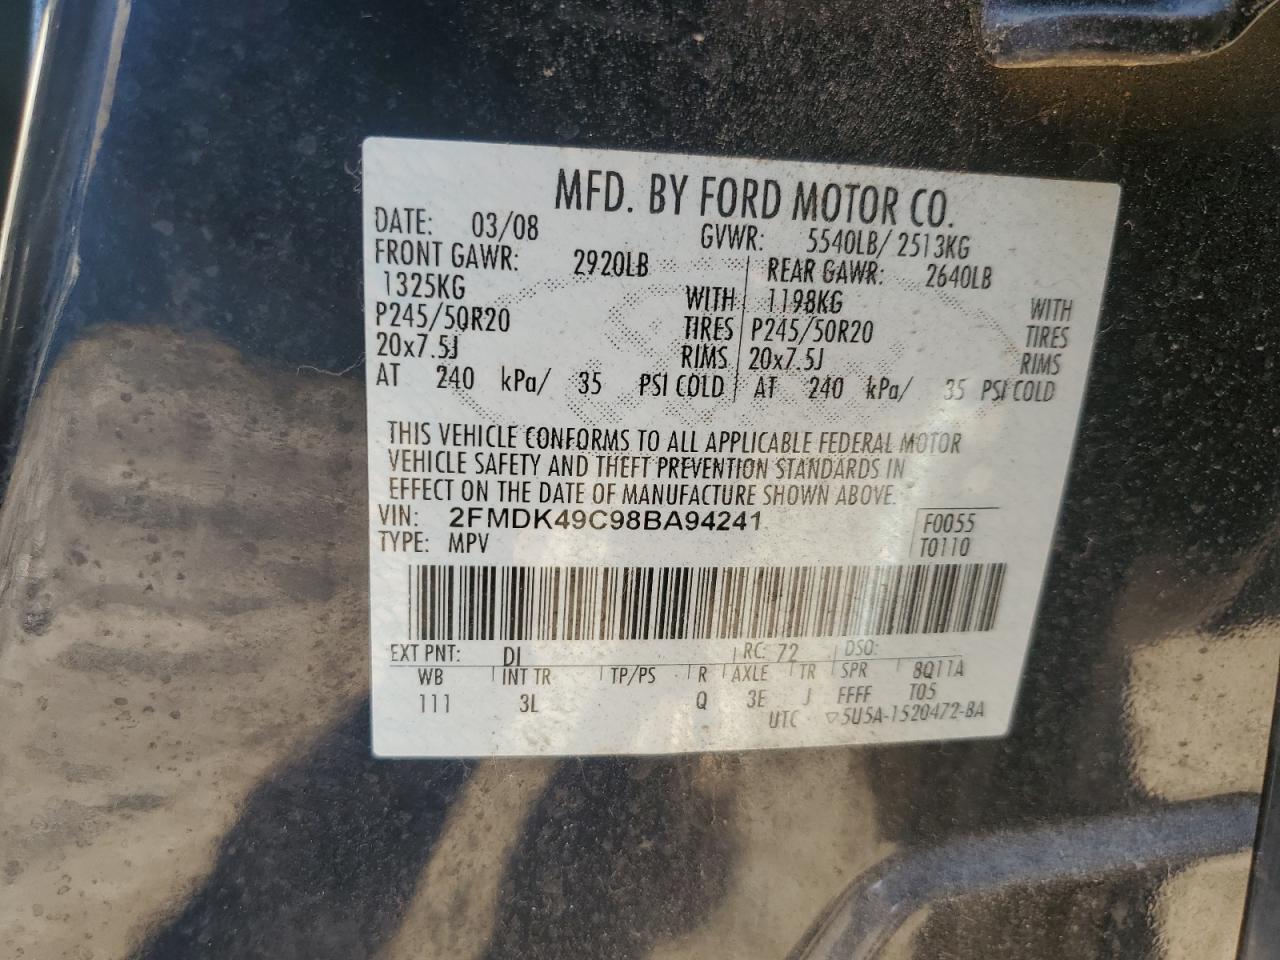 MFD. BY FORD MOTOR CO.
DATE: 03/08 GVWR: 5540LB/ 2513KG
FRONT GAWR: 2920LB REAR GAWR: 2640LB
1325KG WITH 1198KG WITH
P245/50R20 TIRES P245/50R20 TIRES
20x7.5J RIMS 20x7.5J RIMS
AT 240 kPa/ 35 PSI COLD AT 240 kPa/ 35 PSI COLD
THIS VEHICLE CONFORMS TO ALL APPLICABLE FEDERAL MOTOR
VEHICLE SAFETY AND THEFT PREVENTION STANDARDS IN
EFFECT ON THE DATE OF MANUFACTURE SHOWN ABOVE.
VIN: 2FMDK49C98BA94241 F0055
TYPE: MPV T0110
EXT PNT: DI RC: 72 DSO:
WB INT TR TP/PS R AXLE TR SPR 8Q11A
111 3L Q 3E J FFFF T05
UTC ▽5U5A-1520472-BA